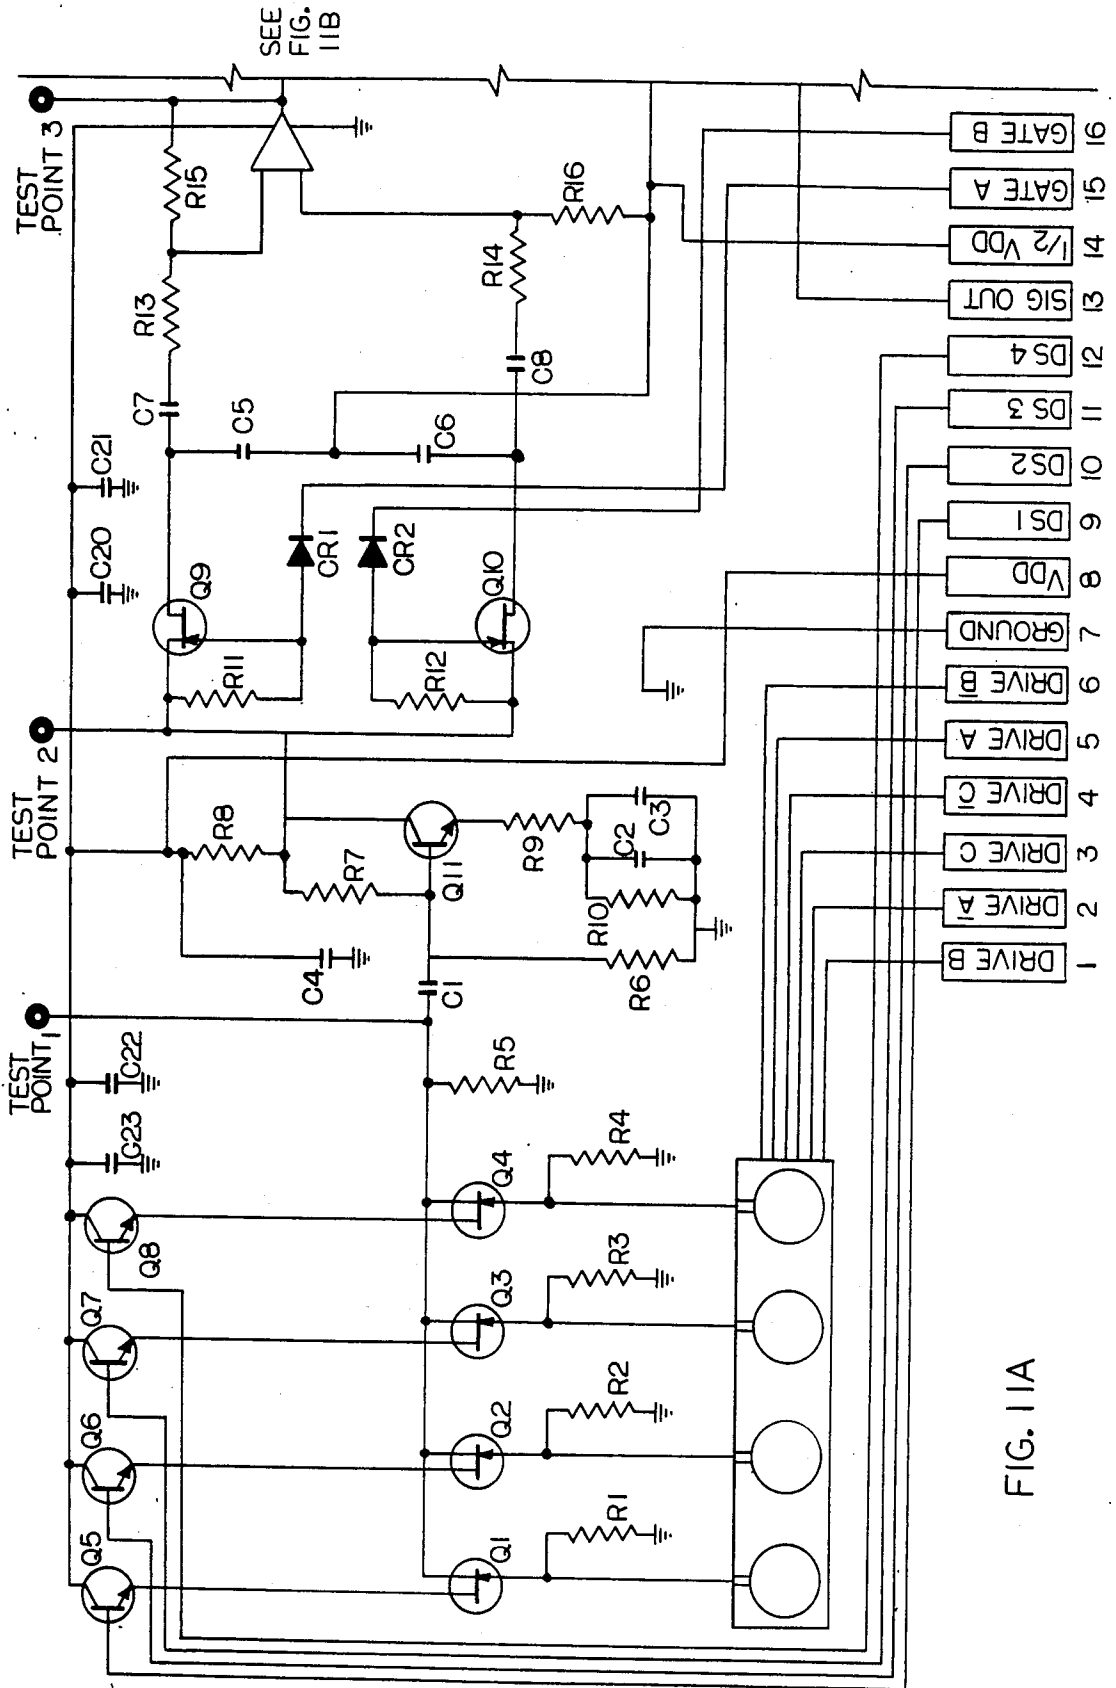 TEST
POINT 1
TEST
POINT 2
TEST
POINT 3
SEE
FIG.
11B
Q5
Q6
Q7
Q8
C23
C22
C20
C21
C4
R8
R7
Q11
R9
C2
C3
R10
R6
C1
R5
Q1
Q2
Q3
Q4
R1
R2
R3
R4
R11
R12
Q9
Q10
CR1
CR2
C5
C6
C7
C8
R13
R14
R15
R16
DRIVE B
1
DRIVE A̅
2
DRIVE C
3
DRIVE C̅
4
DRIVE A
5
DRIVE B̅
6
GROUND
7
VDD
8
DS1
9
DS2
10
DS3
11
DS4
12
SIG OUT
13
1/2 VDD
14
GATE A
15
GATE B
16
FIG. 11A